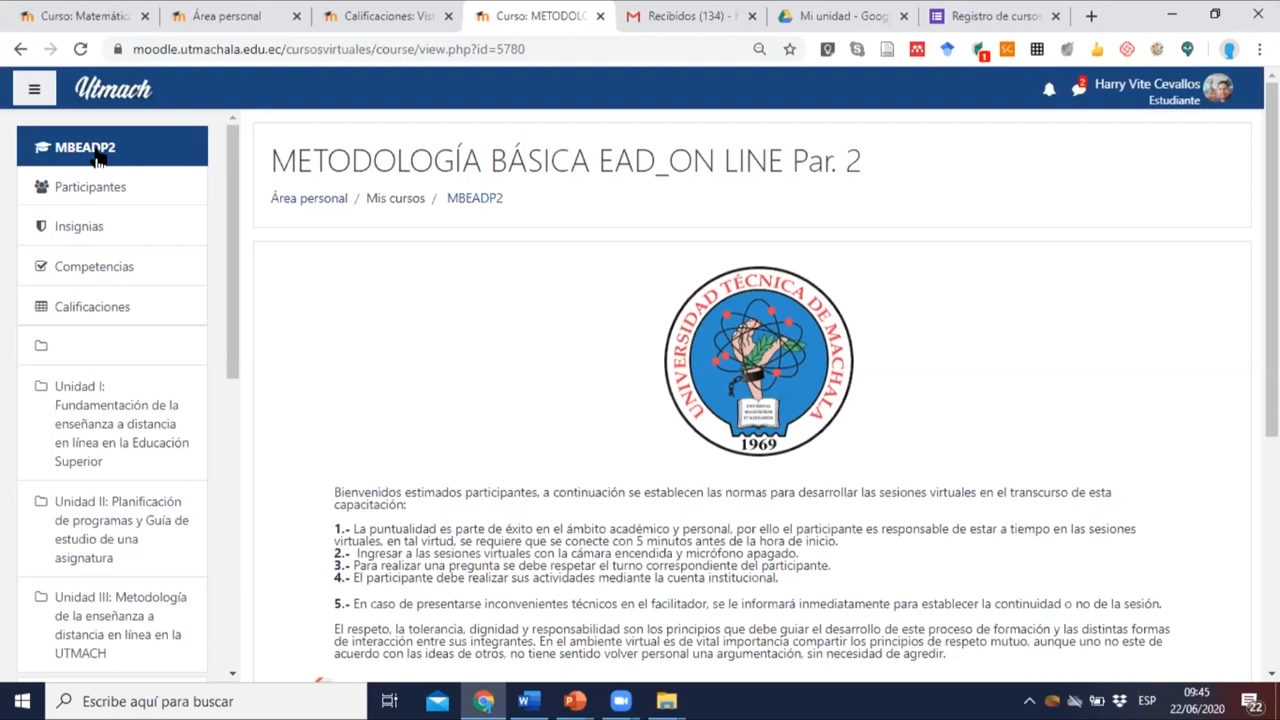 Curso: Matemátic
Área personal
Calificaciones: Vist
Curso: METODOLO
Recibidos (134) -
Mi unidad - Goog
Registro de cursos
moodle.utmachala.edu.ec/cursosvirtuales/course/view.php?id=5780
1
SC
Utmach
2
Harry Vite Cevallos
Estudiante
MBEADP2
Participantes
Insignias
Competencias
Calificaciones
Unidad I:
Fundamentación de la
enseñanza a distancia
en línea en la Educación
Superior
Unidad II: Planificación
de programas y Guía de
estudio de una
asignatura
Unidad III: Metodología
de la enseñanza a
distancia en línea en la
UTMACH
METODOLOGÍA BÁSICA EAD_ON LINE Par. 2
Área personal / Mis cursos / MBEADP2
UNIVERSIDAD TÉCNICA DE MACHALA
1969
Bienvenidos estimados participantes, a continuación se establecen las normas para desarrollar las sesiones virtuales en el transcurso de esta
capacitación:
1.- La puntualidad es parte de éxito en el ámbito académico y personal, por ello el participante es responsable de estar a tiempo en las sesiones
virtuales, en tal virtud, se requiere que se conecte con 5 minutos antes de la hora de inicio.
2.- Ingresar a las sesiones virtuales con la cámara encendida y micrófono apagado.
3.- Para realizar una pregunta se debe respetar el turno correspondiente del participante.
4.- El participante debe realizar sus actividades mediante la cuenta institucional.
5.- En caso de presentarse inconvenientes técnicos en el facilitador, se le informará inmediatamente para establecer la continuidad o no de la sesión.
El respeto, la tolerancia, dignidad y responsabilidad son los principios que debe guiar el desarrollo de este proceso de formación y las distintas formas
de interacción entre sus integrantes. En el ambiente virtual es de vital importancia compartir los principios de respeto mutuo, aunque uno no este de
acuerdo con las ideas de otros, no tiene sentido volver personal una argumentación, sin necesidad de agredir.
Escribe aquí para buscar
ESP
09:45
22/06/2020
22